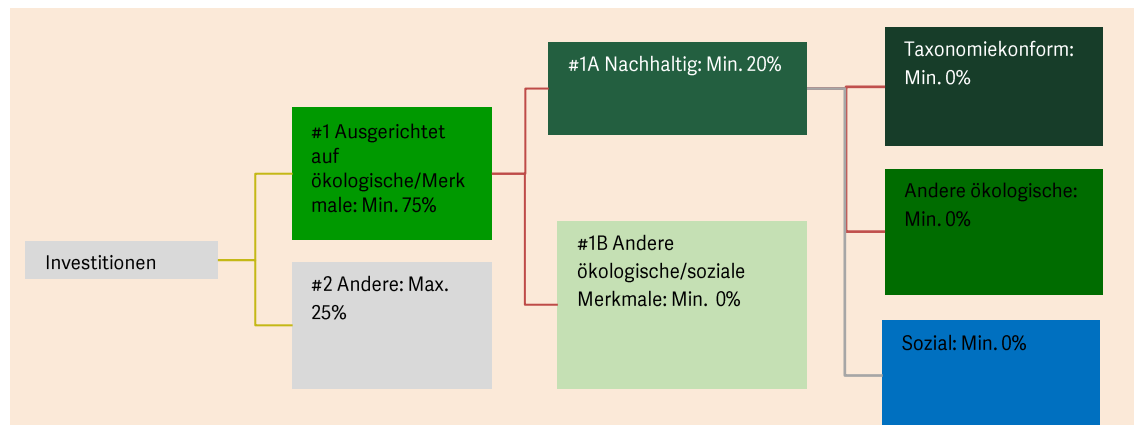 Investitionen
#1 Ausgerichtet
auf
ökologische/Merk
male: Min. 75%
#2 Andere: Max.
25%
#1A Nachhaltig: Min. 20%
#1B Andere
ökologische/soziale
Merkmale: Min. 0%
Taxonomiekonform:
Min. 0%
Andere ökologische:
Min. 0%
Sozial: Min. 0%